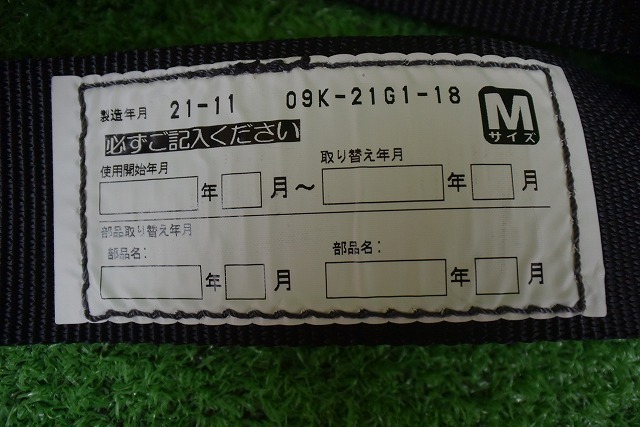 製造年月 21-11 09K-21G1-18 M
サイズ
必ずご記入ください
使用開始年月 取り替え年月
年 月～ 年 月
部品取り替え年月
部品名: 部品名:
年 月 年 月